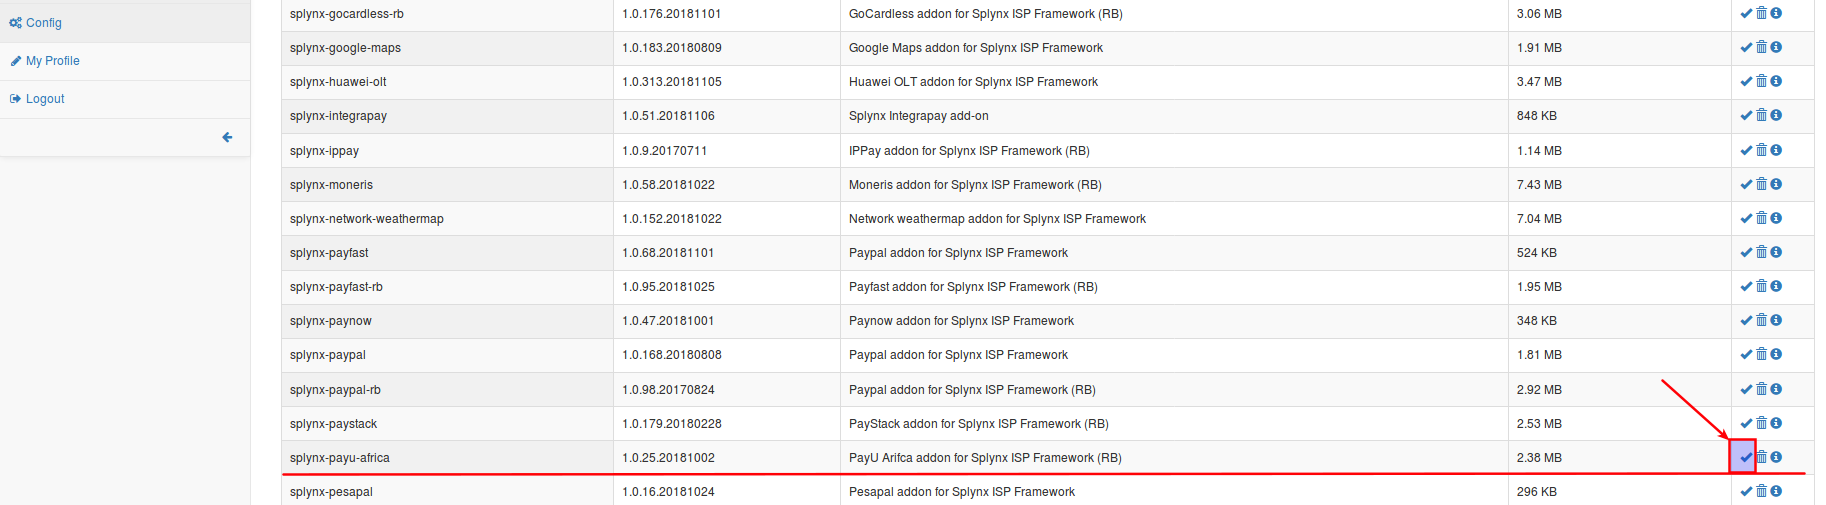 Config
My Profile
Logout
splynx-gocardless-rb 1.0.176.20181101 GoCardless addon for Splynx ISP Framework (RB) 3.06 MB
splynx-google-maps 1.0.183.20180809 Google Maps addon for Splynx ISP Framework 1.91 MB
splynx-huawei-olt 1.0.313.20181105 Huawei OLT addon for Splynx ISP Framework 3.47 MB
splynx-integrapay 1.0.51.20181106 Splynx Integrapay add-on 848 KB
splynx-ippay 1.0.9.20170711 IPPay addon for Splynx ISP Framework (RB) 1.14 MB
splynx-moneris 1.0.58.20181022 Moneris addon for Splynx ISP Framework (RB) 7.43 MB
splynx-network-weathermap 1.0.152.20181022 Network weathermap addon for Splynx ISP Framework 7.04 MB
splynx-payfast 1.0.68.20181101 Paypal addon for Splynx ISP Framework 524 KB
splynx-payfast-rb 1.0.95.20181025 Payfast addon for Splynx ISP Framework (RB) 1.95 MB
splynx-paynow 1.0.47.20181001 Paynow addon for Splynx ISP Framework 348 KB
splynx-paypal 1.0.168.20180808 Paypal addon for Splynx ISP Framework 1.81 MB
splynx-paypal-rb 1.0.98.20170824 Paypal addon for Splynx ISP Framework (RB) 2.92 MB
splynx-paystack 1.0.179.20180228 PayStack addon for Splynx ISP Framework (RB) 2.53 MB
splynx-payu-africa 1.0.25.20181002 PayU Arifca addon for Splynx ISP Framework (RB) 2.38 MB
splynx-pesapal 1.0.16.20181024 Pesapal addon for Splynx ISP Framework 296 KB